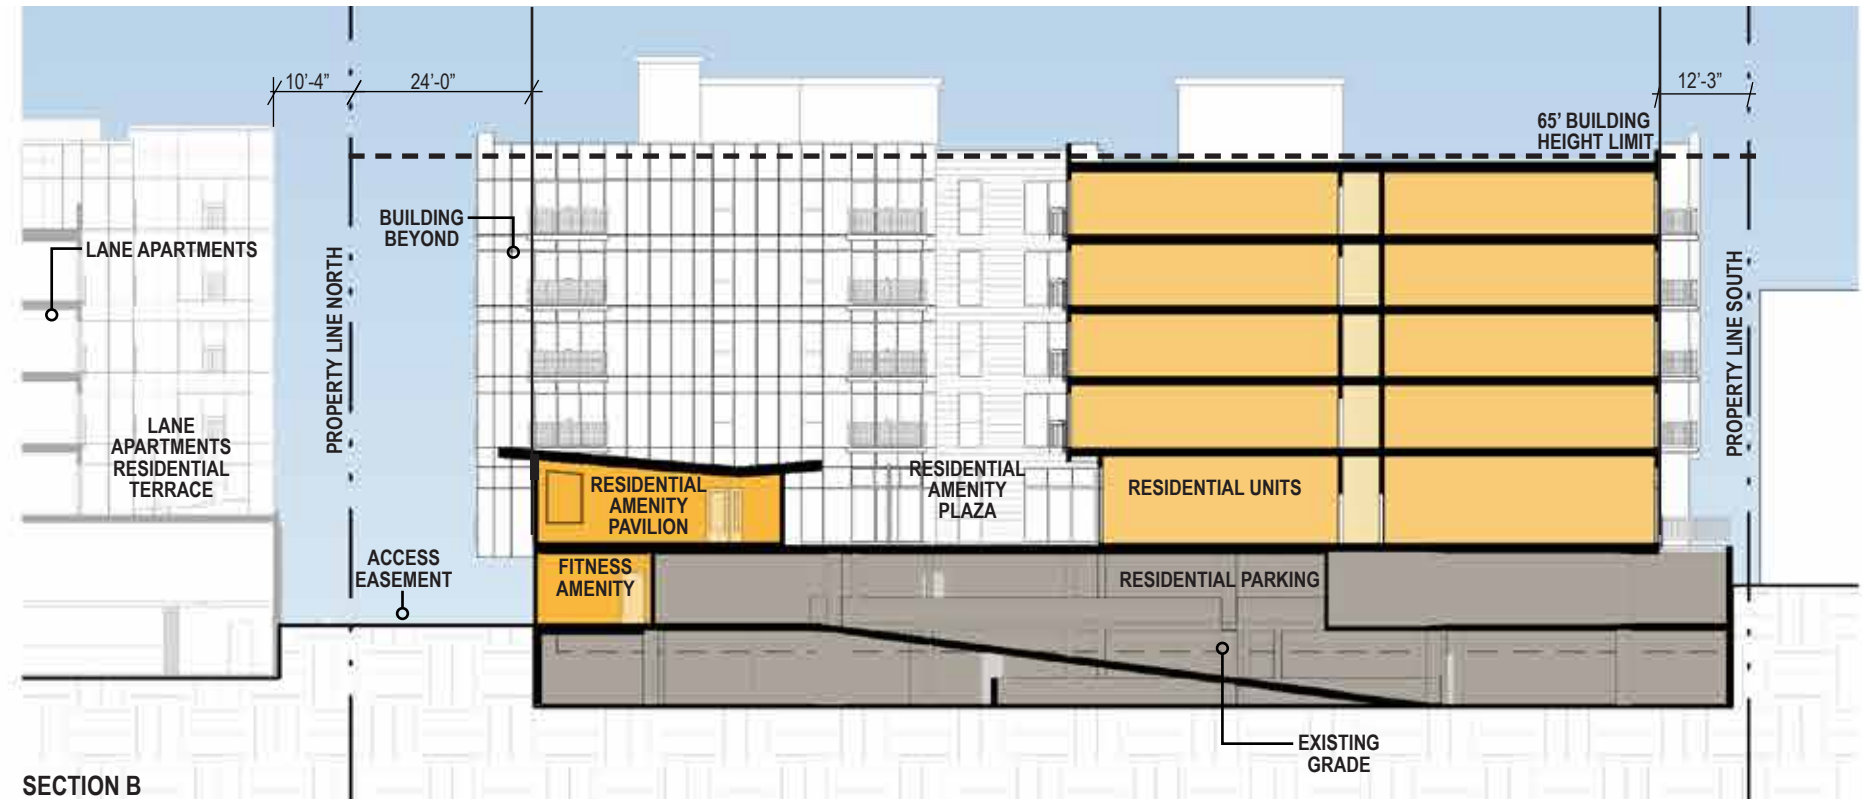 10’-4”
24’-0”
12’-3”
65’ BUILDING
HEIGHT LIMIT
BUILDING
BEYOND
LANE APARTMENTS
PROPERTY LINE NORTH
PROPERTY LINE SOUTH
LANE
APARTMENTS
RESIDENTIAL
TERRACE
RESIDENTIAL
AMENITY
PAVILION
RESIDENTIAL
AMENITY
PLAZA
RESIDENTIAL UNITS
ACCESS
EASEMENT
FITNESS
AMENITY
RESIDENTIAL PARKING
EXISTING
GRADE
SECTION B